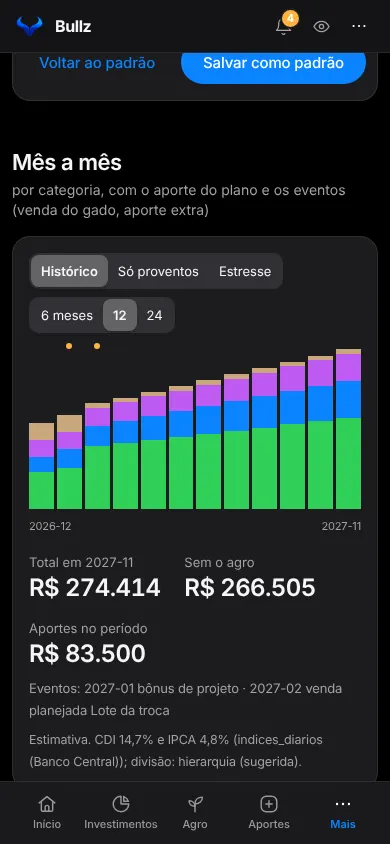 Bullz
4
Voltar ao padrão
Salvar como padrão
Mês a mês
por categoria, com o aporte do plano e os eventos
(venda do gado, aporte extra)
Histórico
Só proventos
Estresse
6 meses
12
24
2026-12
2027-11
Total em 2027-11
Sem o agro
R$ 274.414
R$ 266.505
Aportes no período
R$ 83.500
Eventos: 2027-01 bônus de projeto · 2027-02 venda
planejada Lote da troca
Estimativa. CDI 14,7% e IPCA 4,8% (indices_diarios
(Banco Central)); divisão: hierarquia (sugerida).
Início
Investimentos
Agro
Aportes
Mais